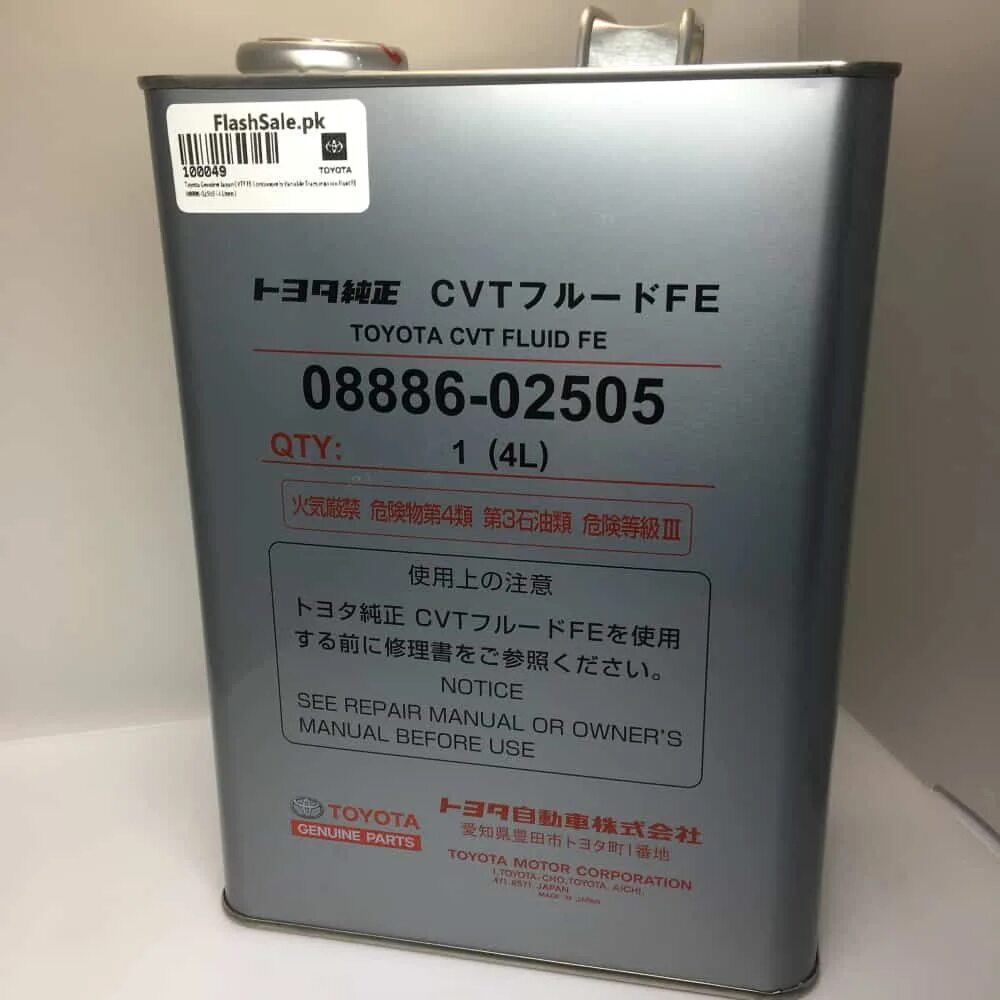 FlashSale.pk
100049
TOYOTA
トヨタ純正 CVTフルードFE
TOYOTA CVT FLUID FE
08886-02505
QTY: 1 (4L)
火気厳禁 危険物第4類 第3石油類 危険等級Ⅲ
使用上の注意
トヨタ純正 CVTフルードFEを使用
する前に修理書をご参照ください。
NOTICE
SEE REPAIR MANUAL OR OWNER'S
MANUAL BEFORE USE
TOYOTA
GENUINE PARTS
トヨタ自動車株式会社
愛知県豊田市トヨタ町1番地
TOYOTA MOTOR CORPORATION
1, TOYOTA-CHO, TOYOTA, AICHI,
471-8571, JAPAN
MADE IN JAPAN